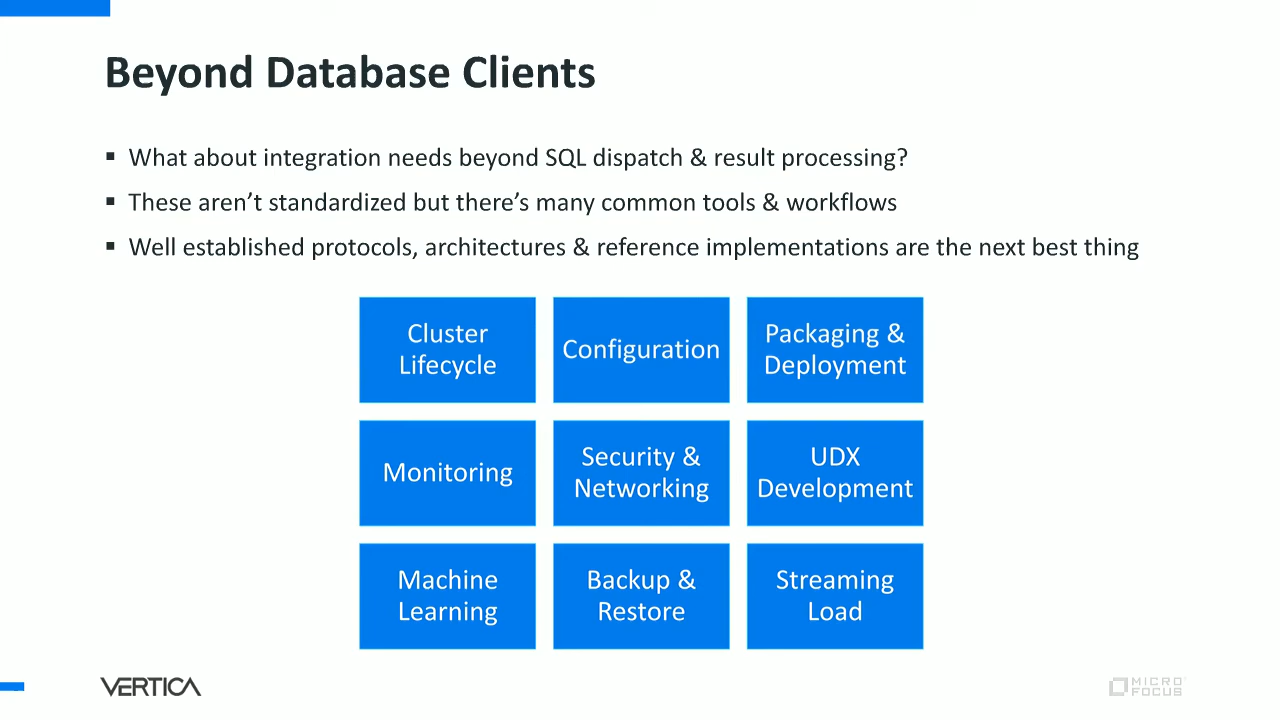 Beyond Database Clients
▪ What about integration needs beyond SQL dispatch & result processing?
▪ These aren’t standardized but there’s many common tools & workflows
▪ Well established protocols, architectures & reference implementations are the next best thing
Cluster
Lifecycle
Configuration
Packaging &
Deployment
Monitoring
Security &
Networking
UDX
Development
Machine
Learning
Backup &
Restore
Streaming
Load
VERTICA
MICRO
FOCUS